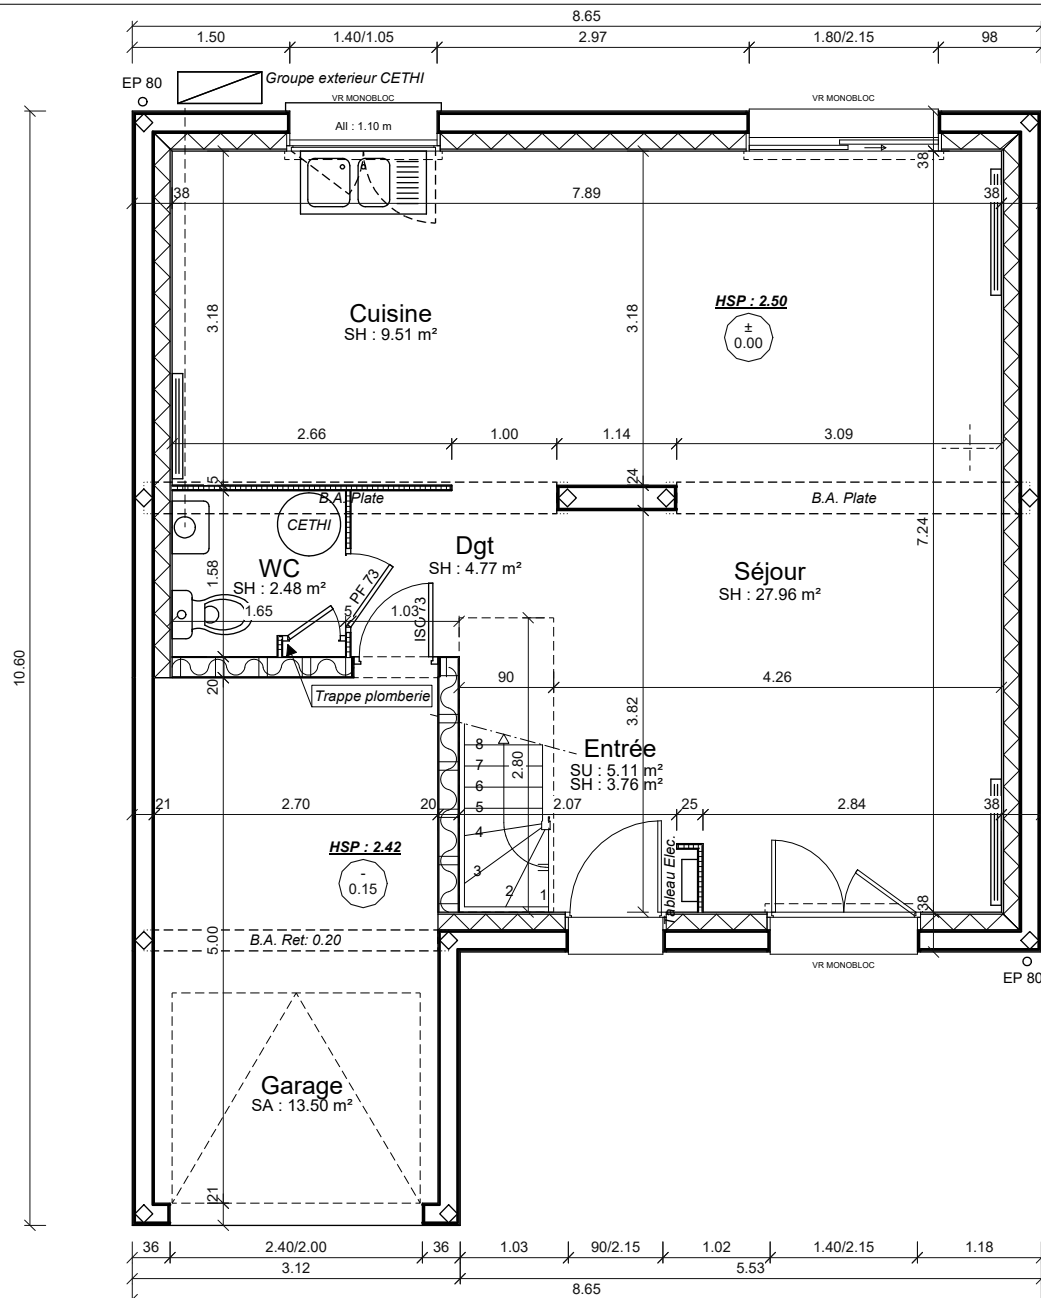 8.65
1.50 1.40/1.05 2.97 1.80/2.15 98
EP 80
Groupe exterieur CETHI
VR MONOBLOC
VR MONOBLOC
All : 1.10 m
38
38 7.89 38
3.18
3.18
Cuisine
SH : 9.51 m²
HSP : 2.50
±
0.00
2.66 1.00 1.14 3.09
5
24
B.A. Plate
B.A. Plate
CETHI
7.24
Dgt
SH : 4.77 m²
WC
SH : 2.48 m²
1.58
PF 73
Séjour
SH : 27.96 m²
1.65 5 1.03
ISO 73
10.60
20
Trappe plomberie
90 4.26
3.82
Entrée
SU : 5.11 m²
SH : 3.76 m²
2.80
8
7
6
5
4
3
2
1
21 2.70 20 2.07 25 2.84 38
HSP : 2.42
-
0.15
Tableau Elec.
38
B.A. Ret: 0.20
5.00
VR MONOBLOC
EP 80
Garage
SA : 13.50 m²
21
36 2.40/2.00 36 1.03 90/2.15 1.02 1.40/2.15 1.18
3.12 5.53
8.65